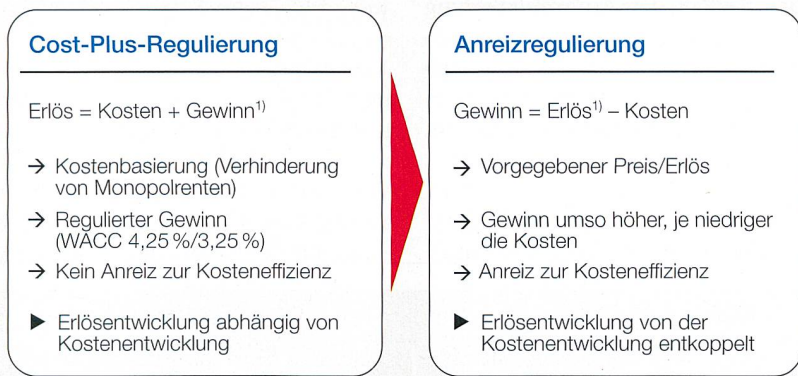 Cost-Plus-Regulierung
Erlös = Kosten + Gewinn¹⁾
→ Kostenbasierung (Verhinderung
von Monopolrenten)
→ Regulierter Gewinn
(WACC 4,25 %/3,25 %)
→ Kein Anreiz zur Kosteneffizienz
▶ Erlösentwicklung abhängig von
Kostenentwicklung
Anreizregulierung
Gewinn = Erlös¹⁾ – Kosten
→ Vorgegebener Preis/Erlös
→ Gewinn umso höher, je niedriger
die Kosten
→ Anreiz zur Kosteneffizienz
▶ Erlösentwicklung von der
Kostenentwicklung entkoppelt